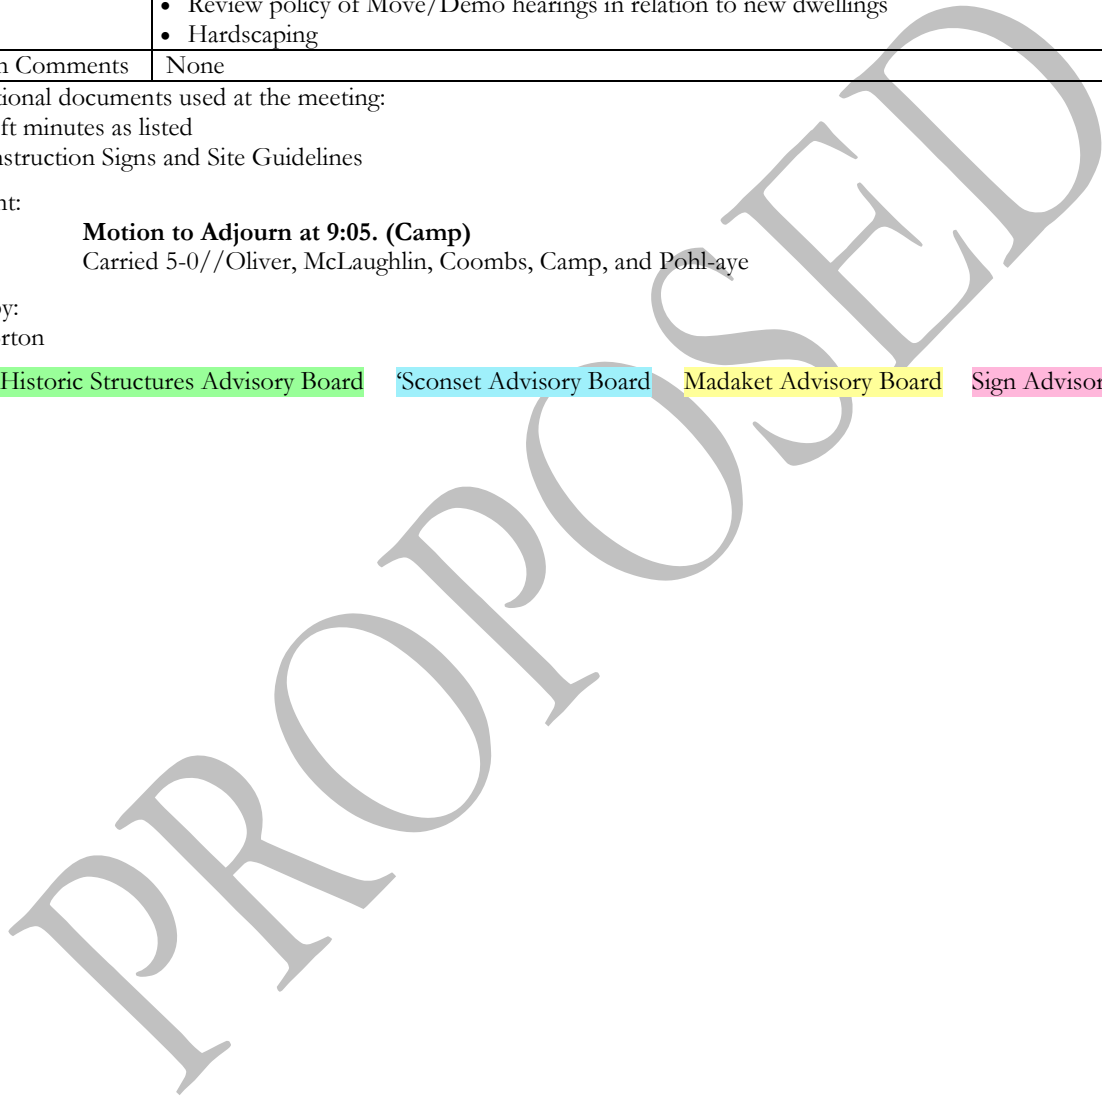 • Review policy of Move/Demo hearings in relation to new dwellings
• Hardscaping
n Comments None
tional documents used at the meeting:
ft minutes as listed
nstruction Signs and Site Guidelines
nt:
Motion to Adjourn at 9:05. (Camp)
Carried 5-0//Oliver, McLaughlin, Coombs, Camp, and Pohl-aye
by:
rton
Historic Structures Advisory Board ‘Sconset Advisory Board Madaket Advisory Board Sign Advisor
PROPOSED